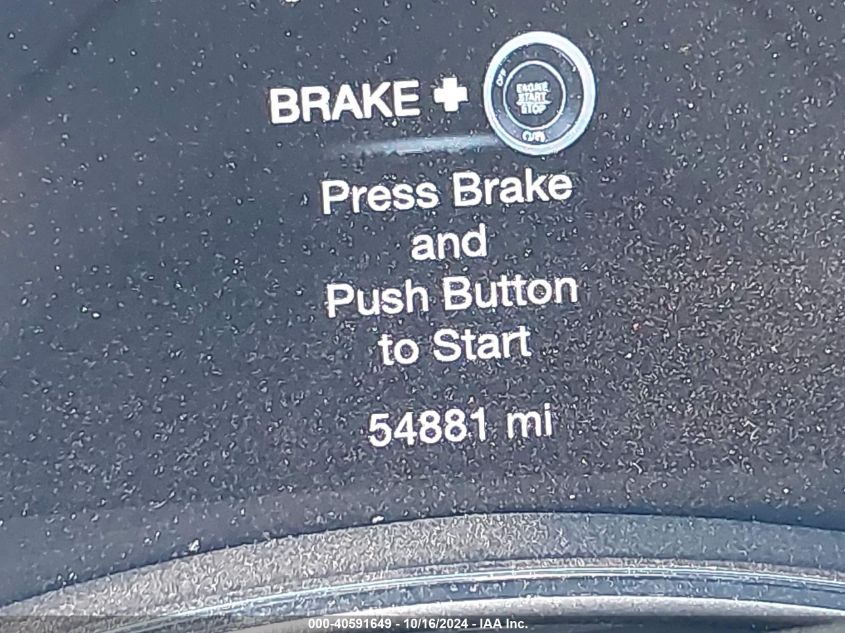 BRAKE +
OFF
ENGINE
START
STOP
Press Brake
and
Push Button
to Start
54881 mi
000-40591649 - 10/16/2024 - IAA Inc.